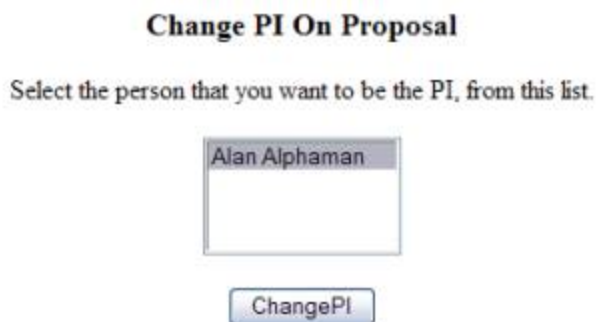 Change PI On Proposal
Select the person that you want to be the PI, from this list.
Alan Alphaman
ChangePI